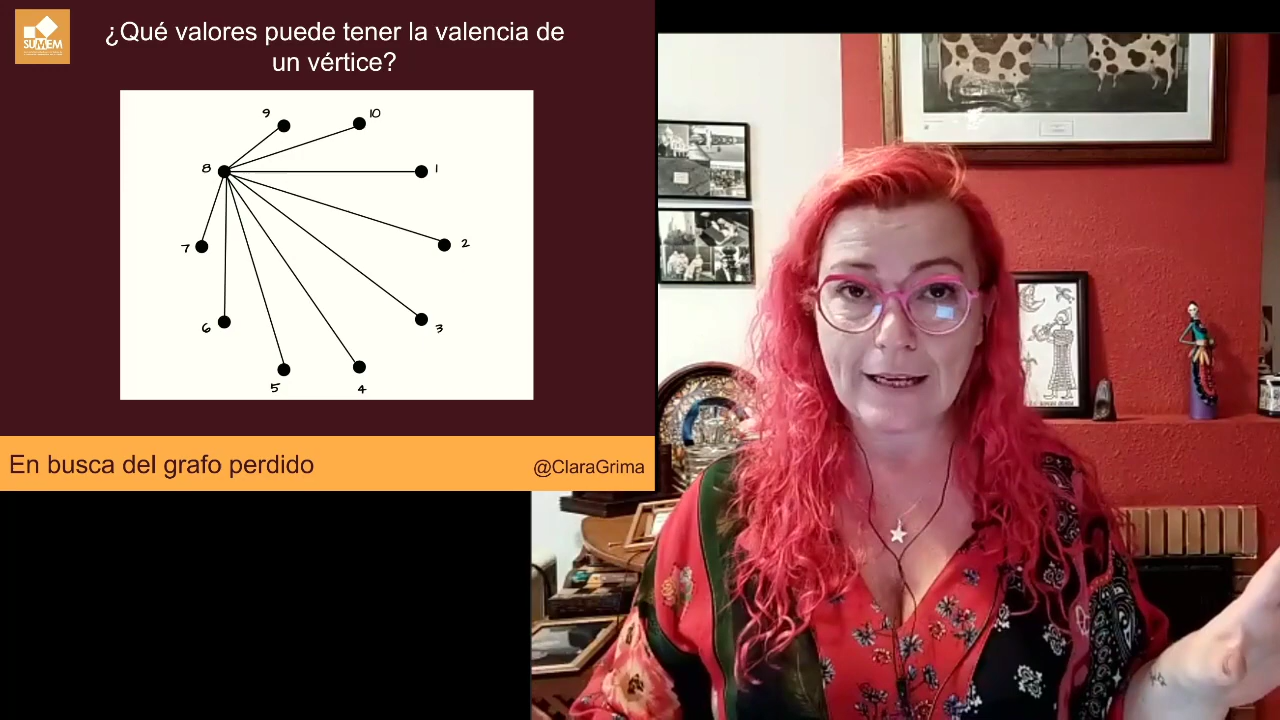 SUMEM
¿Qué valores puede tener la valencia de
un vértice?
9
10
8
1
7
2
6
3
5
4
En busca del grafo perdido
@ClaraGrima